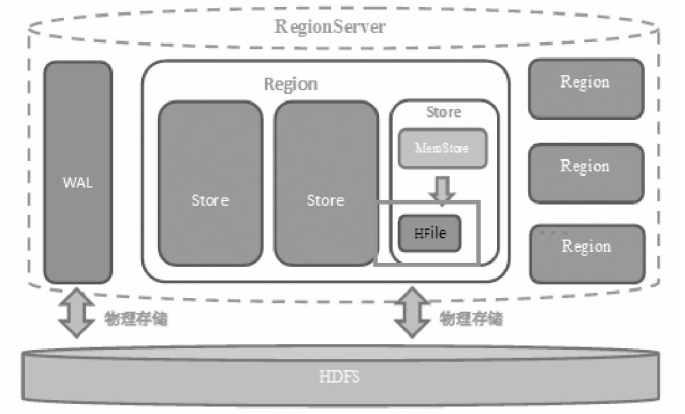 RegionServer
WAL
Region
Store
Store
Store
MemStore
HFile
Region
Region
...
Region
物理存储
物理存储
HDFS